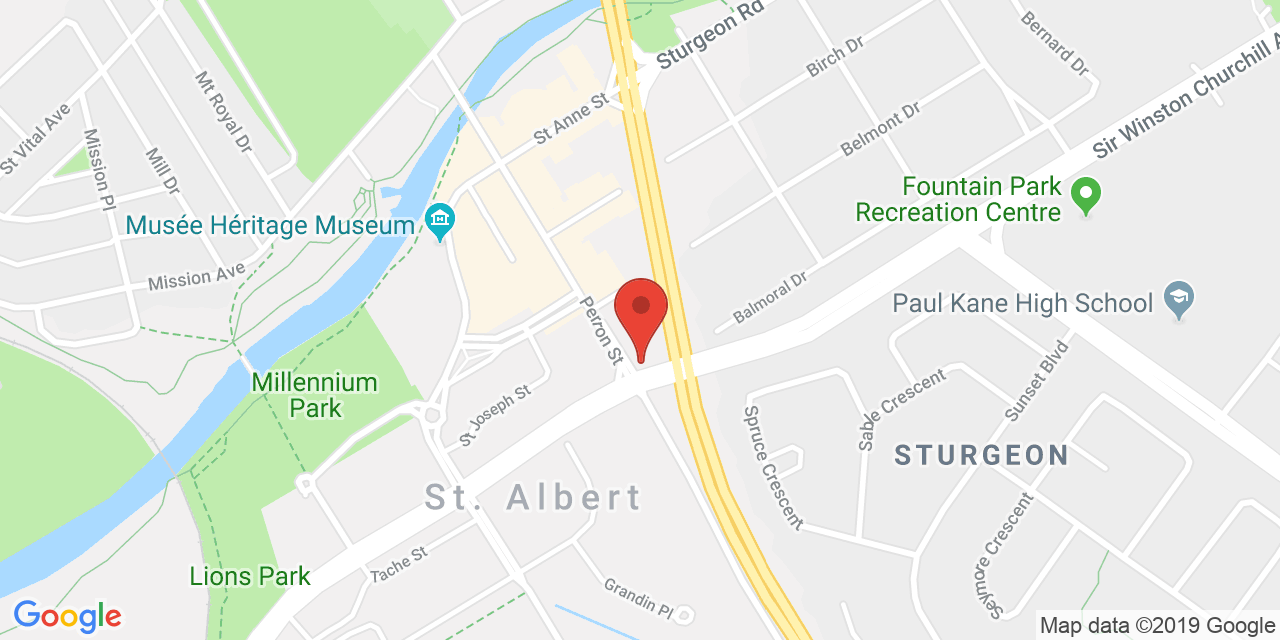 Sturgeon Rd
Birch Dr
Bernard Dr
Sir Winston Churchill A
St Vital Ave
Mt Royal Dr
Mission Pl
Mill Dr
St Anne St
Belmont Dr
Fountain Park
Recreation Centre
Musée Héritage Museum
Mission Ave
Balmoral Dr
Paul Kane High School
Perron St
Millennium
Park
St Joseph St
Sable Crescent
Sunset Blvd
Spruce Crescent
STURGEON
St. Albert
Seymore Crescent
Tache St
Lions Park
Grandin Pl
Google
Map data ©2019 Google